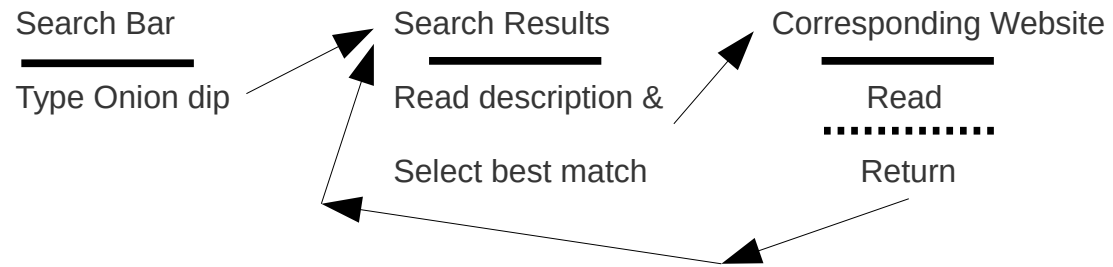 Search Bar
Type Onion dip
Search Results
Read description &
Select best match
Corresponding Website
Read
Return